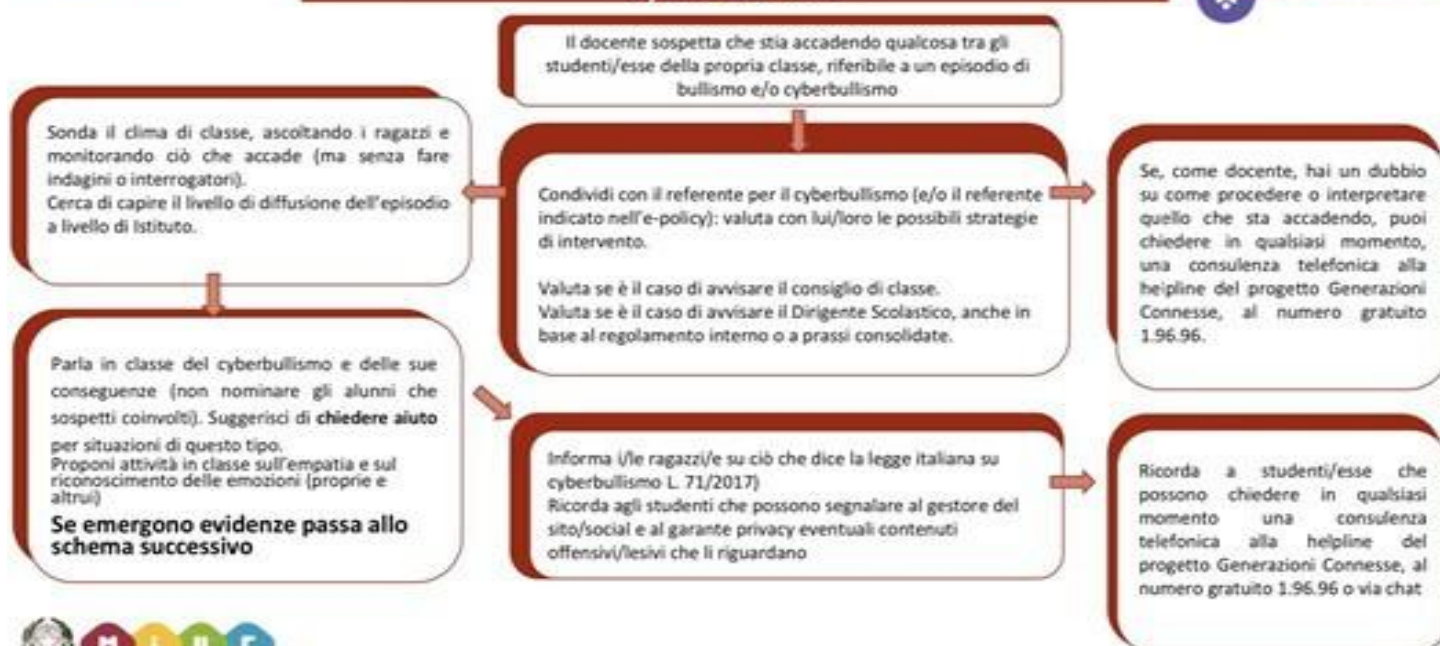 Il docente sospetta che stia accadendo qualcosa tra gli
studenti/esse della propria classe, riferibile a un episodio di
bullismo e/o cyberbullismo
Sonda il clima di classe, ascoltando i ragazzi e
monitorando ciò che accade (ma senza fare
indagini o interrogatori).
Cerca di capire il livello di diffusione dell'episodio
a livello di Istituto.
Condividi con il referente per il cyberbullismo (e/o il referente
indicato nell'e-policy): valuta con lui/loro le possibili strategie
di intervento.
Valuta se è il caso di avvisare il consiglio di classe.
Valuta se è il caso di avvisare il Dirigente Scolastico, anche in
base al regolamento interno o a prassi consolidate.
Se, come docente, hai un dubbio
su come procedere o interpretare
quello che sta accadendo, puoi
chiedere in qualsiasi momento,
una consulenza telefonica alla
helpline del progetto Generazioni
Connesse, al numero gratuito
1.96.96.
Parla in classe del cyberbullismo e delle sue
conseguenze (non nominare gli alunni che
sospetti coinvolti). Suggerisci di chiedere aiuto
per situazioni di questo tipo.
Proponi attività in classe sull'empatia e sul
riconoscimento delle emozioni (proprie e
altrui)
Se emergono evidenze passa allo
schema successivo
Informa i/le ragazzi/e su ciò che dice la legge italiana su
cyberbullismo L. 71/2017)
Ricorda agli studenti che possono segnalare al gestore del
sito/social e al garante privacy eventuali contenuti
offensivi/lesivi che li riguardano
Ricorda a studenti/esse che
possono chiedere in qualsiasi
momento una consulenza
telefonica alla helpline del
progetto Generazioni Connesse, al
numero gratuito 1.96.96 o via chat